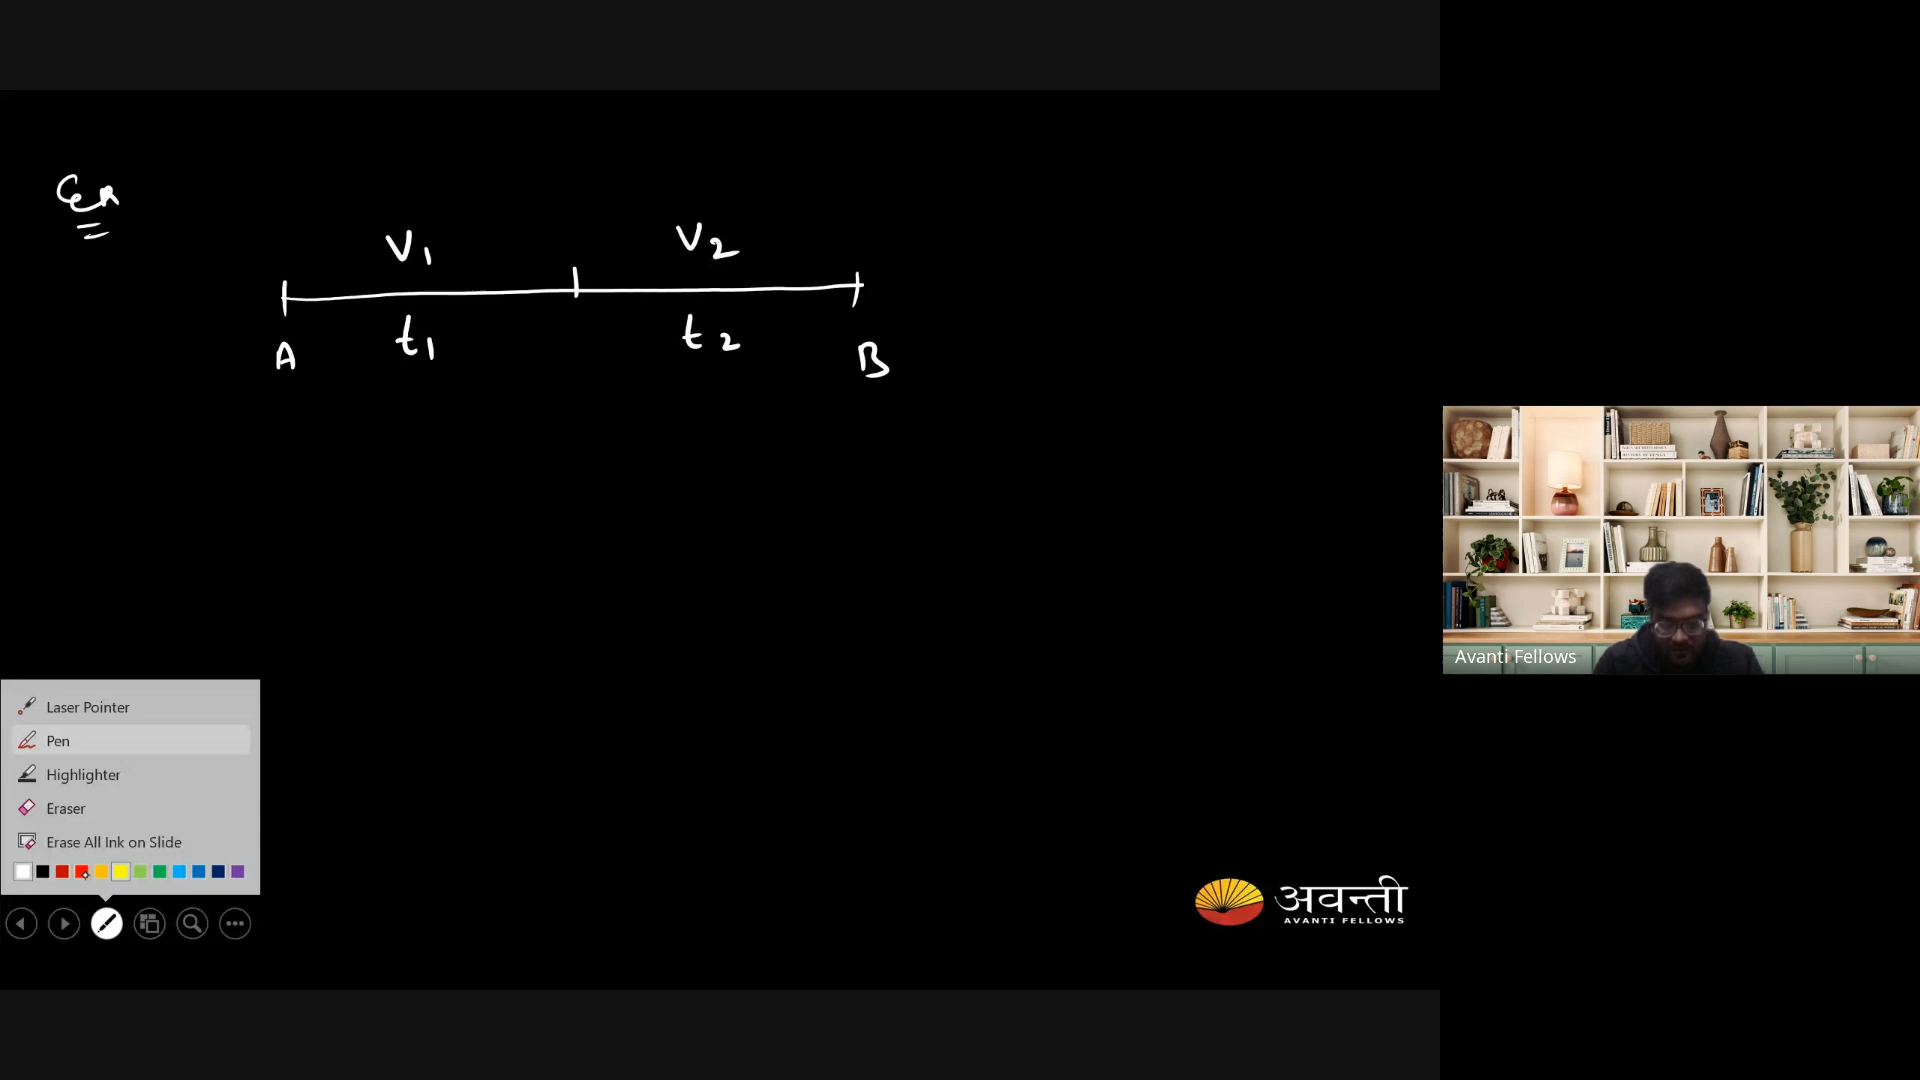 Ex
V1 V2
t1 t2
A B
Avanti Fellows
Laser Pointer
Pen
Highlighter
Eraser
Erase All Ink on Slide
अवन्ती
AVANTI FELLOWS